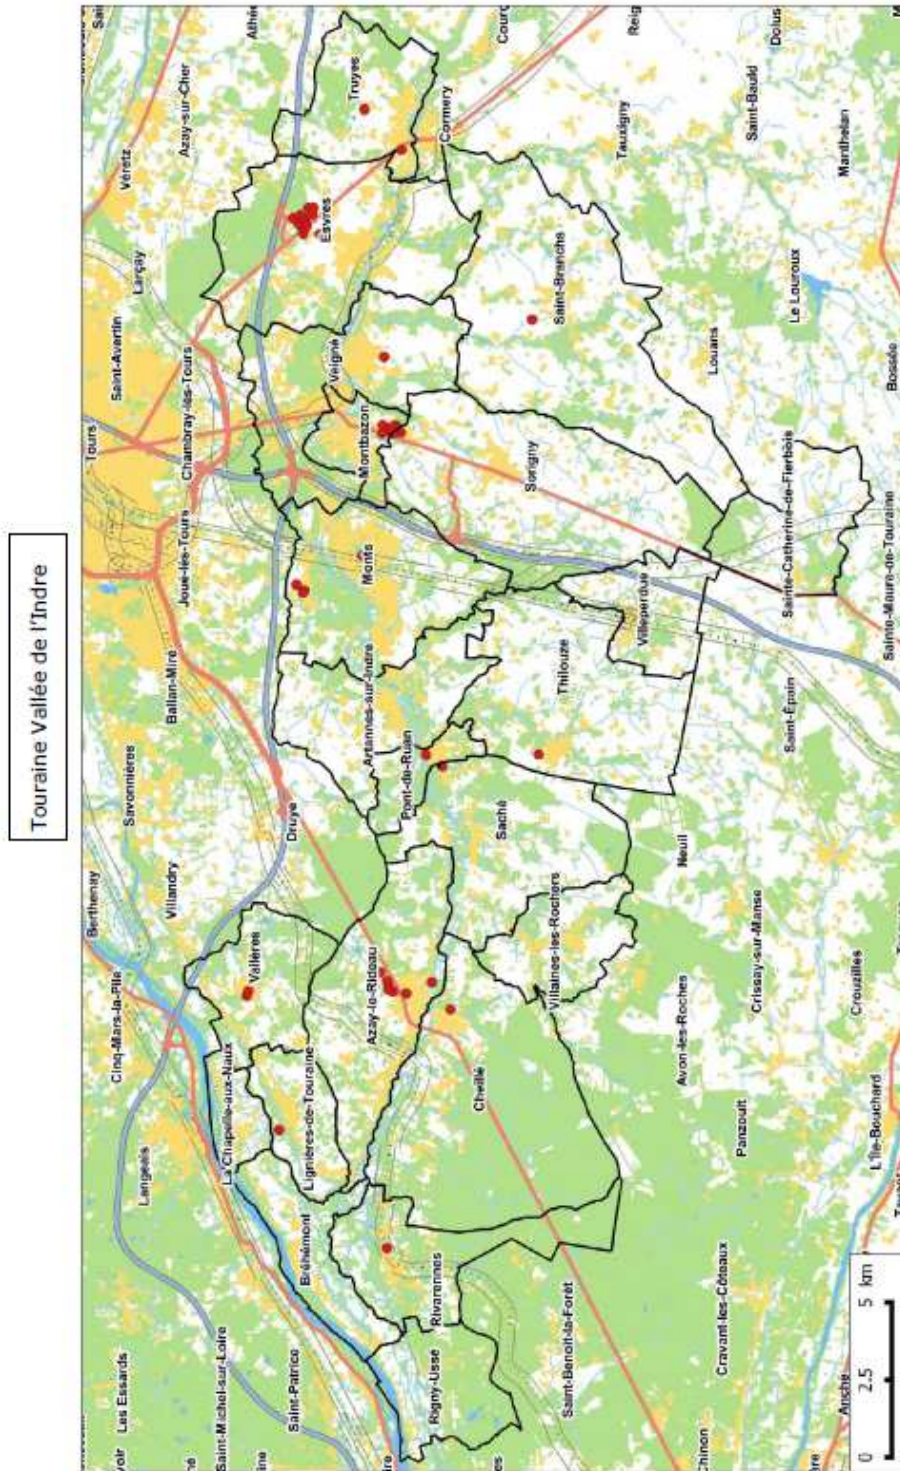 Touraine Vallée de l'Indre
Tours
Saint-Avertin
Larçay
Véretz
Azay-sur-Cher
Berthenay
Savonnières
Villandry
Ballan-Miré
Joué-les-Tours
Chambray-les-Tours
Cinq-Mars-la-Pile
Langeais
Les Essards
Saint-Michel-sur-Loire
Saint-Patrice
Druye
Vallères
La Chapelle-aux-Naux
Lignières-de-Touraine
Bréhémont
Rigny-Ussé
Rivarennes
Azay-le-Rideau
Cheillé
Artannes-sur-Indre
Pont-de-Ruan
Saché
Villaines-les-Rochers
Thilouze
Villeperdue
Monts
Montbazon
Veigné
Esvres
Truyes
Cormery
Sorigny
Saint-Branchs
Tauxigny
Reig
Dolus
Saint-Bauld
Manthelan
Le Louroux
Louans
Bossée
Sainte-Catherine-de-Fierbois
Sainte-Maure-de-Touraine
Saint-Épain
Neuil
Crissay-sur-Manse
Avon-les-Roches
Crouzilles
Panzoult
L'Île-Bouchard
Cravant-les-Côteaux
Saint-Benoît-la-Forêt
Anché
0 2.5 5 km